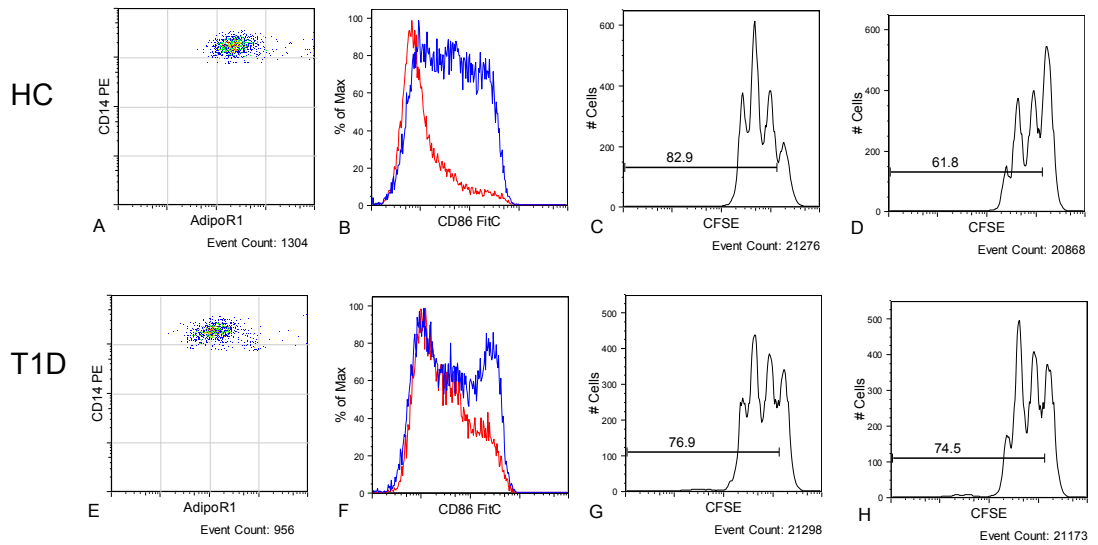 HC
CD14 PE
AdipoR1
A
Event Count: 1304
% of Max
100
80
60
40
20
0
CD86 FitC
B
# Cells
600
400
200
0
82.9
CFSE
C
Event Count: 21276
# Cells
600
400
200
0
61.8
CFSE
D
Event Count: 20868
T1D
CD14 PE
AdipoR1
E
Event Count: 956
% of Max
100
80
60
40
20
0
CD86 FitC
F
# Cells
500
400
300
200
100
0
76.9
CFSE
G
Event Count: 21298
# Cells
500
400
300
200
100
0
74.5
CFSE
H
Event Count: 21173